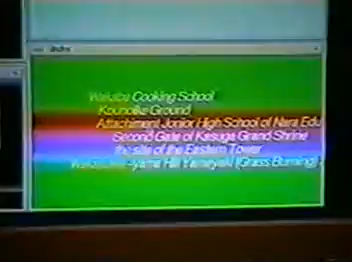 Index
Wakaba Cooking School
Kounoike Ground
Attachment Junior High School of Nara Edu
Second Gate of Kasuga Grand Shrine
the site of the Eastern Tower
Hill Yamayaki (Grass Burning)